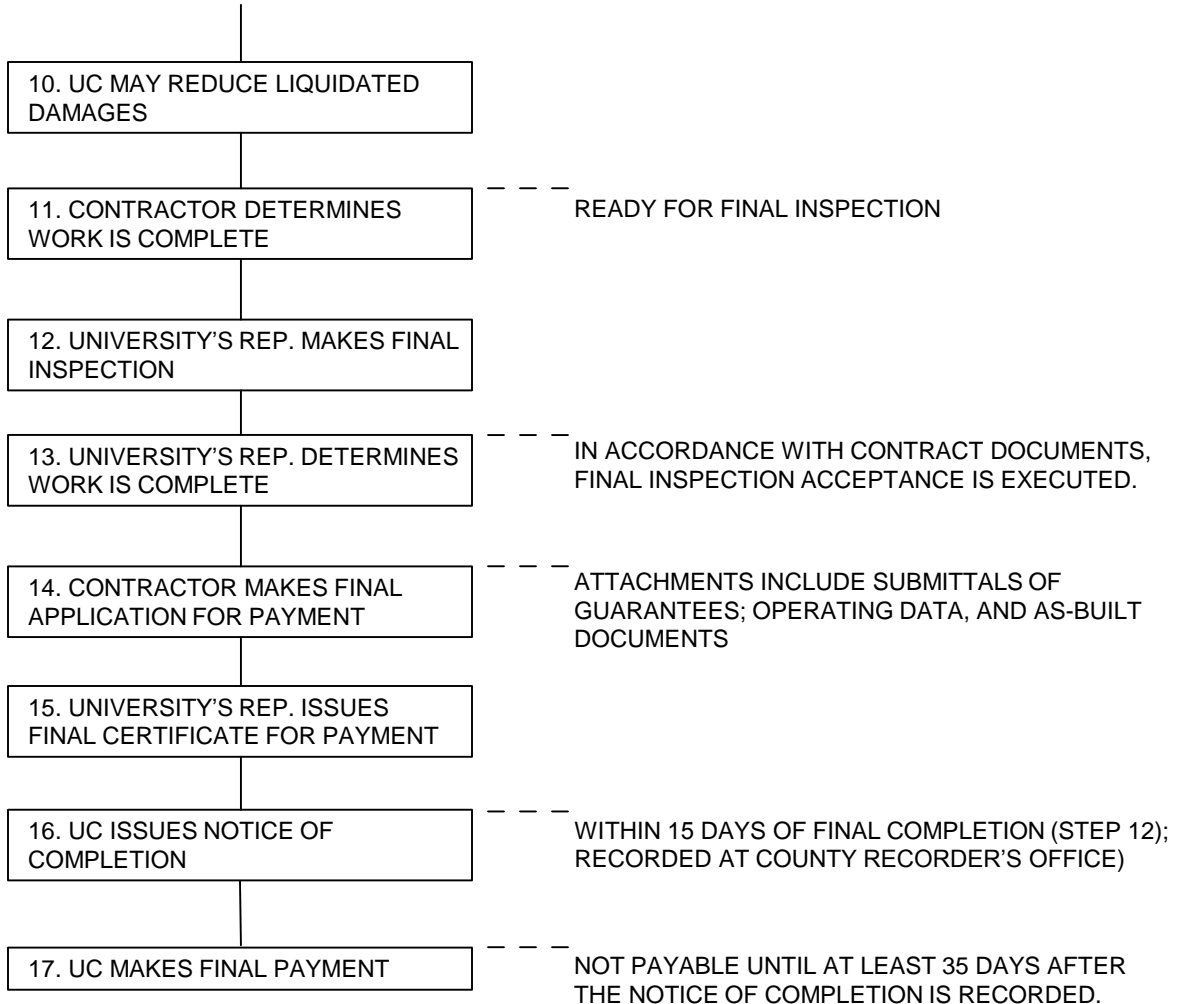 10. UC MAY REDUCE LIQUIDATED
DAMAGES
11. CONTRACTOR DETERMINES
WORK IS COMPLETE
READY FOR FINAL INSPECTION
12. UNIVERSITY’S REP. MAKES FINAL
INSPECTION
13. UNIVERSITY’S REP. DETERMINES
WORK IS COMPLETE
IN ACCORDANCE WITH CONTRACT DOCUMENTS,
FINAL INSPECTION ACCEPTANCE IS EXECUTED.
14. CONTRACTOR MAKES FINAL
APPLICATION FOR PAYMENT
ATTACHMENTS INCLUDE SUBMITTALS OF
GUARANTEES; OPERATING DATA, AND AS-BUILT
DOCUMENTS
15. UNIVERSITY’S REP. ISSUES
FINAL CERTIFICATE FOR PAYMENT
16. UC ISSUES NOTICE OF
COMPLETION
WITHIN 15 DAYS OF FINAL COMPLETION (STEP 12);
RECORDED AT COUNTY RECORDER’S OFFICE)
17. UC MAKES FINAL PAYMENT
NOT PAYABLE UNTIL AT LEAST 35 DAYS AFTER
THE NOTICE OF COMPLETION IS RECORDED.